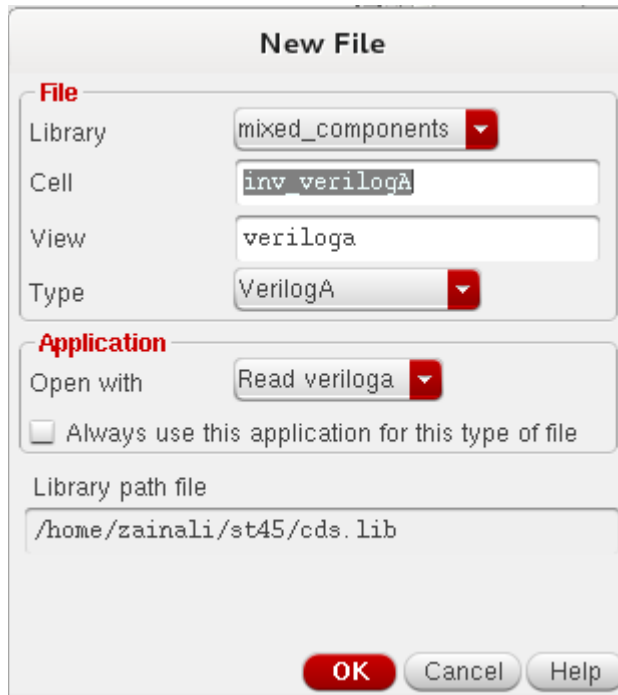 New File
File
Library mixed_components
Cell inv_verilogA
View veriloga
Type VerilogA
Application
Open with Read veriloga
Always use this application for this type of file
Library path file
/home/zainali/st45/cds.lib
OK Cancel Help